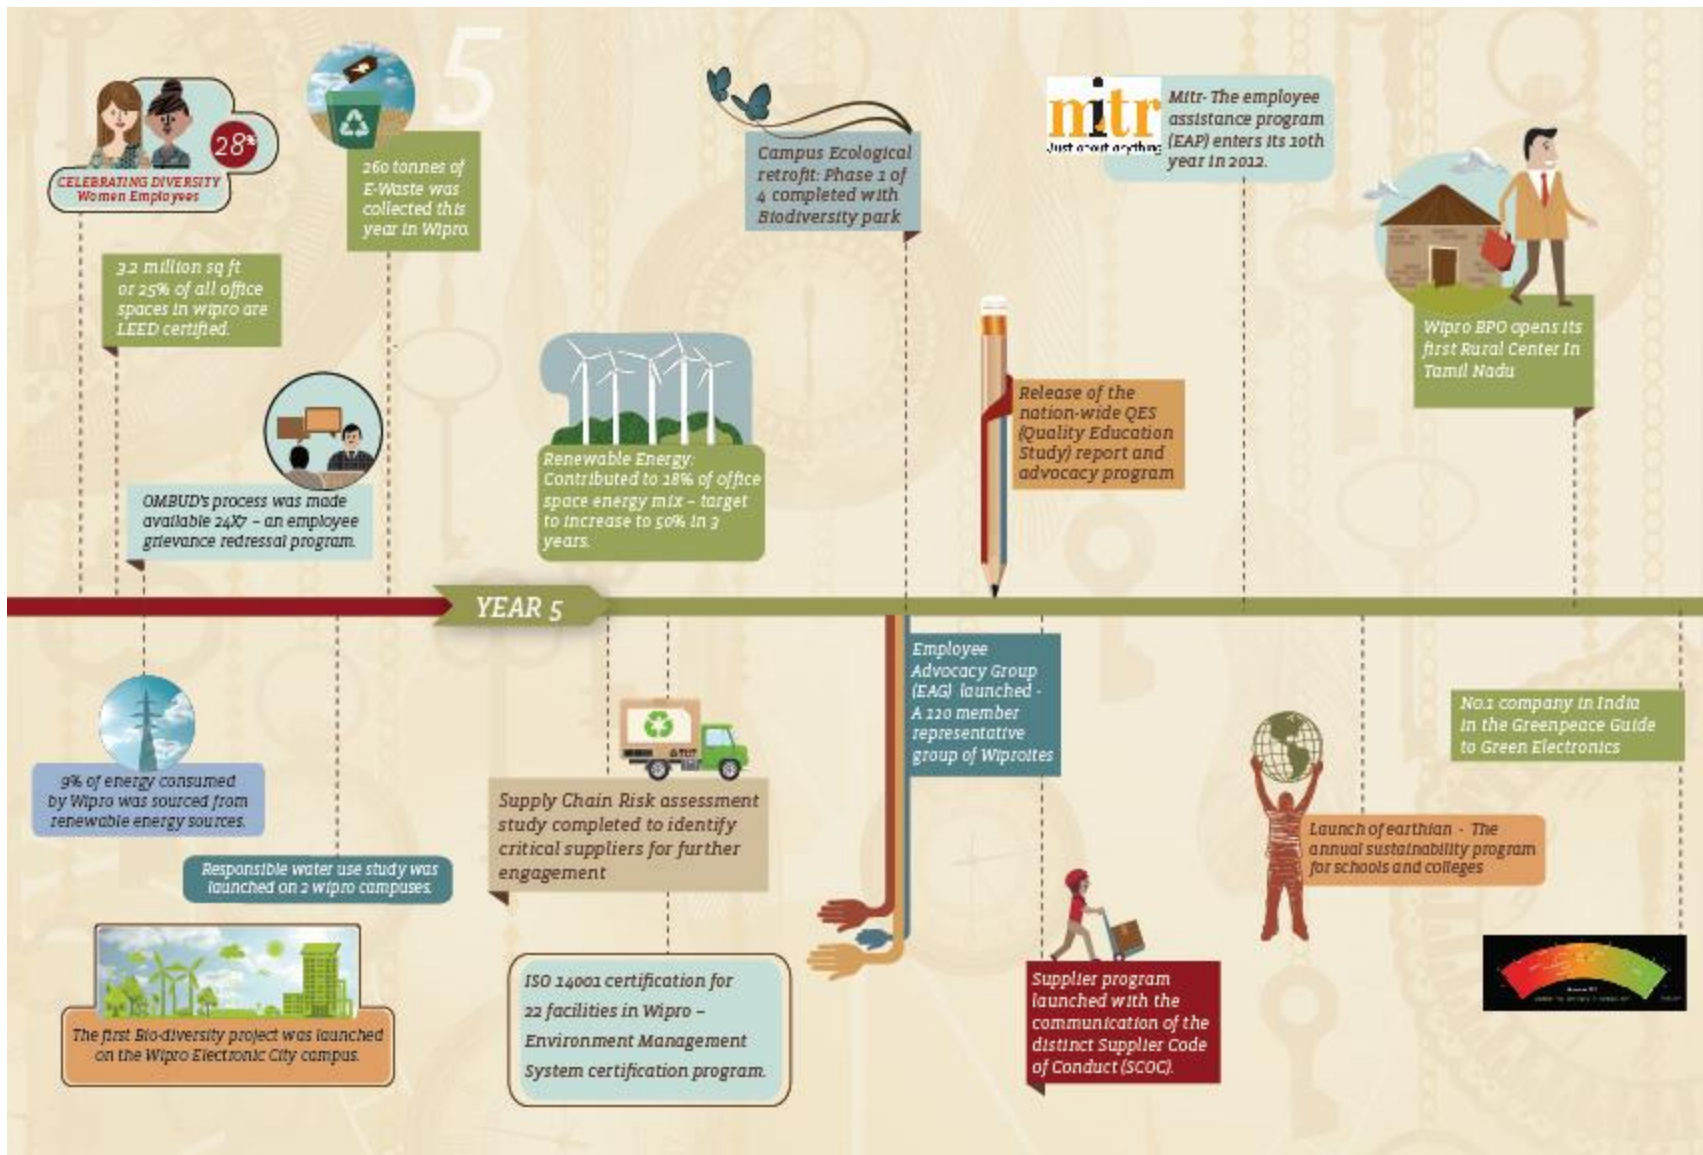 5
28%
CELEBRATING DIVERSITY
Women Employees
260 tonnes of
E-Waste was
collected this
year in Wipro.
3.2 million sq ft
or 25% of all office
spaces in wipro are
LEED certified.
OMBUD's process was made
available 24X7 – an employee
grievance redressal program.
Renewable Energy:
Contributed to 18% of office
space energy mix – target
to increase to 50% in 3
years.
Campus Ecological
retrofit: Phase 1 of
4 completed with
Biodiversity park
mitr
Just about anything
Mitr- The employee
assistance program
(EAP) enters its 10th
year in 2012.
Release of the
nation-wide QES
(Quality Education
Study) report and
advocacy program
Wipro BPO opens its
first Rural Center In
Tamil Nadu
YEAR 5
9% of energy consumed
by Wipro was sourced from
renewable energy sources.
Responsible water use study was
launched on 2 wipro campuses.
The first Bio-diversity project was launched
on the Wipro Electronic City campus.
Supply Chain Risk assessment
study completed to identify
critical suppliers for further
engagement
ISO 14001 certification for
22 facilities in Wipro –
Environment Management
System certification program.
Employee
Advocacy Group
(EAG) launched -
A 120 member
representative
group of Wiproites
Supplier program
launched with the
communication of the
distinct Supplier Code
of Conduct (SCOC).
Launch of earthian - The
annual sustainability program
for schools and colleges
No.1 company in India
in the Greenpeace Guide
to Green Electronics